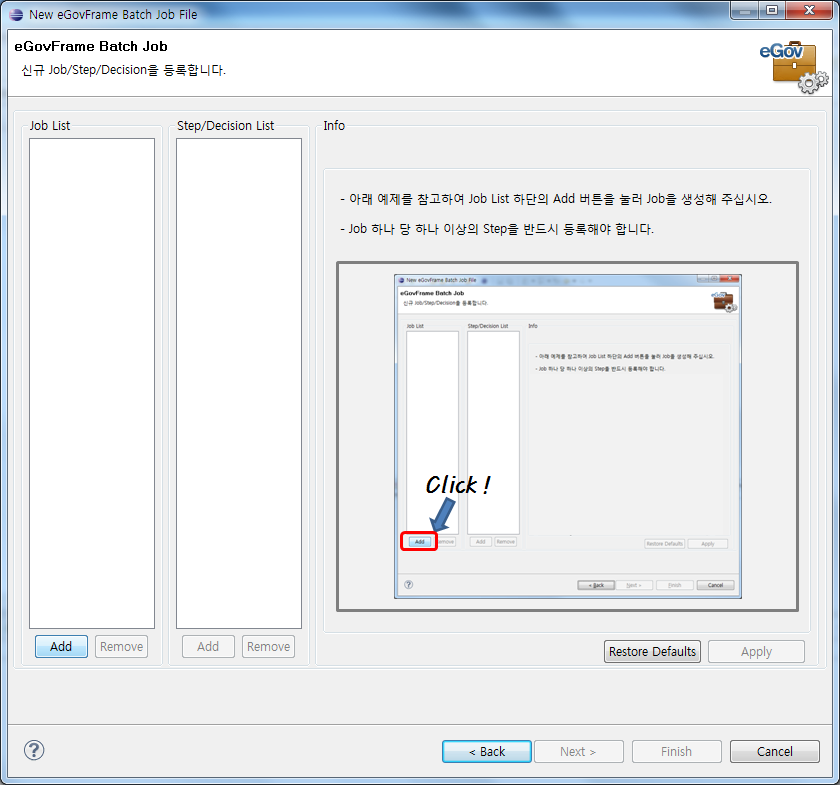 New eGovFrame Batch Job File
eGovFrame Batch Job
신규 Job/Step/Decision을 등록합니다.
eGov
Job List
Step/Decision List
Info
- 아래 예제를 참고하여 Job List 하단의 Add 버튼을 눌러 Job을 생성해 주십시오.
- Job 하나 당 하나 이상의 Step을 반드시 등록해야 합니다.
New eGovFrame Batch Job File
eGovFrame Batch Job
신규 Job/Step/Decision을 등록합니다.
eGov
Job List
Step/Decision List
Info
- 아래 예제를 참고하여 Job List 하단의 Add 버튼을 눌러 Job을 생성해 주십시오.
- Job 하나 당 하나 이상의 Step을 반드시 등록해야 합니다.
Click!
Add
Add
Remove
Restore Defaults
Apply
?
< Back
Next >
Finish
Cancel
Add
Remove
Add
Remove
Restore Defaults
Apply
?
< Back
Next >
Finish
Cancel